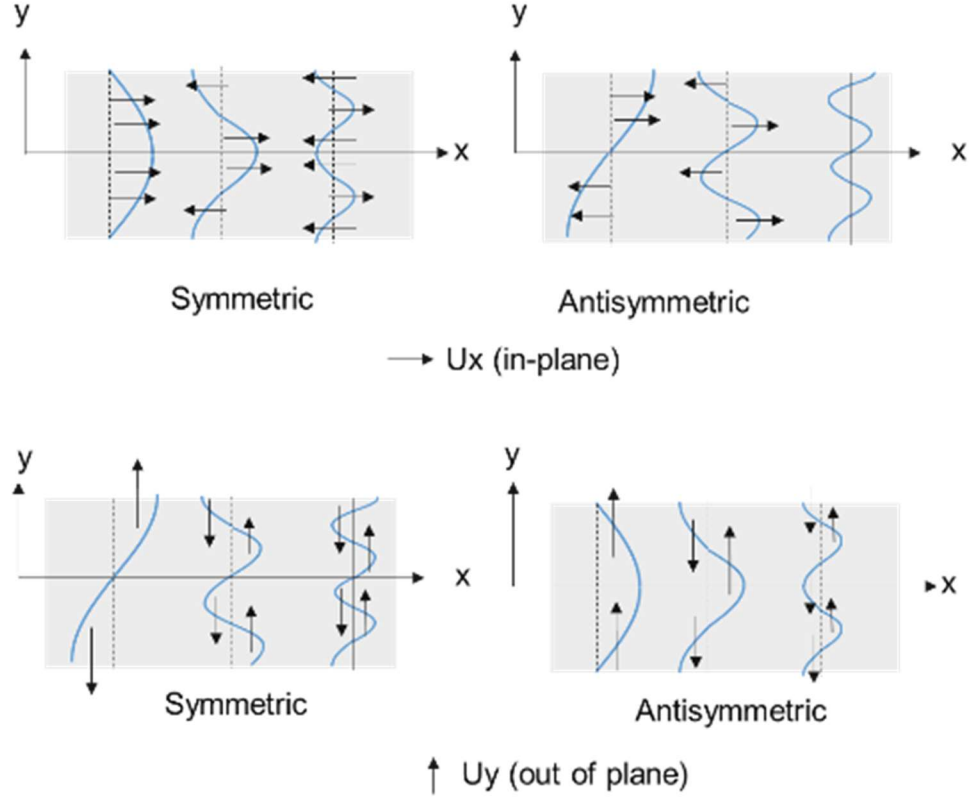 y
y
x
x
Symmetric
Antisymmetric
Ux (in-plane)
y
y
x
x
Symmetric
Antisymmetric
Uy (out of plane)